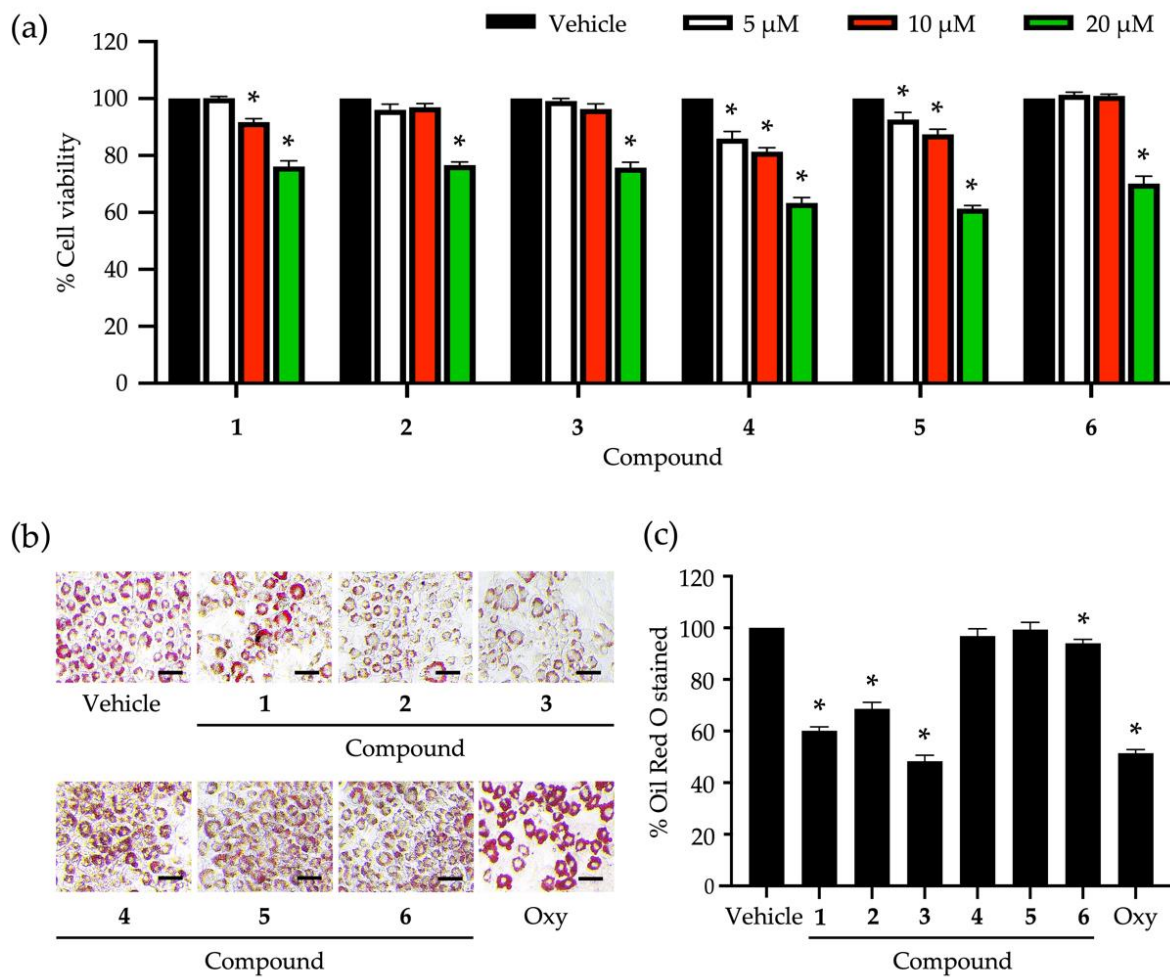 (a)
Vehicle 5 µM 10 µM 20 µM
120
100
80
60
40
20
0
% Cell viability
* * * * * * * * * * *
1 2 3 4 5 6
Compound
(b)
Vehicle 1 2 3
Compound
4 5 6 Oxy
Compound
(c)
120
100
80
60
40
20
0
% Oil Red O stained
* * * * *
Vehicle 1 2 3 4 5 6 Oxy
Compound